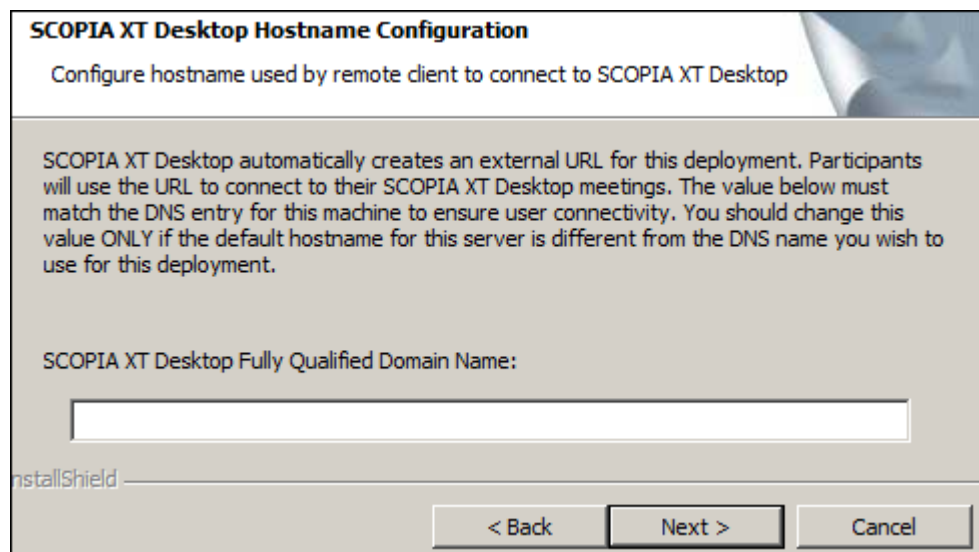 SCOPIA XT Desktop Hostname Configuration
Configure hostname used by remote client to connect to SCOPIA XT Desktop
SCOPIA XT Desktop automatically creates an external URL for this deployment. Participants
will use the URL to connect to their SCOPIA XT Desktop meetings. The value below must
match the DNS entry for this machine to ensure user connectivity. You should change this
value ONLY if the default hostname for this server is different from the DNS name you wish to
use for this deployment.
SCOPIA XT Desktop Fully Qualified Domain Name:
nstallShield
< Back Next > Cancel